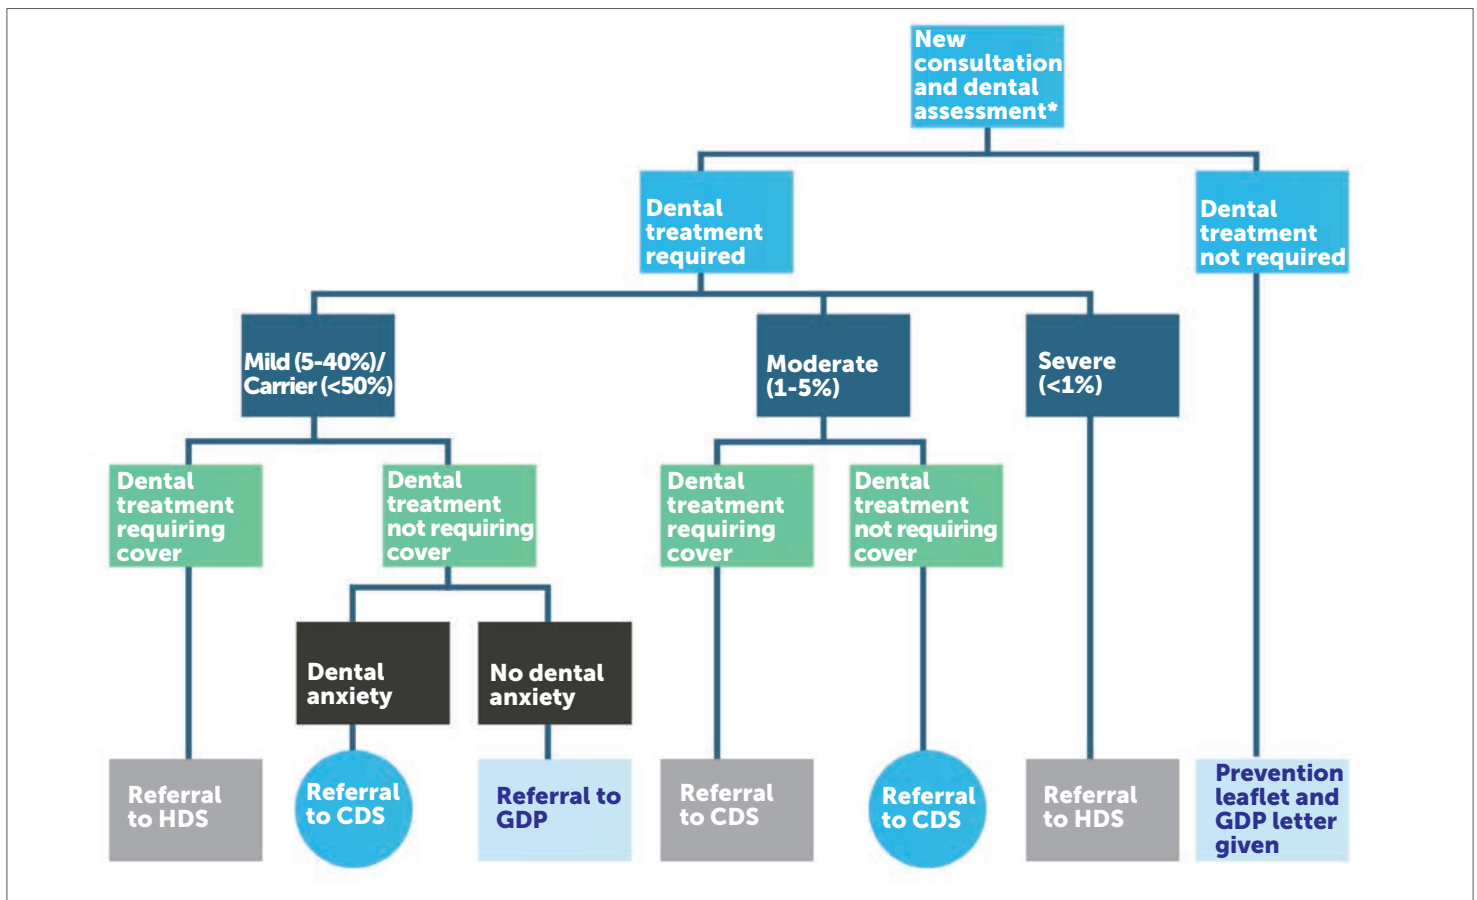 New
consultation
and dental
assessment*
Dental
treatment
required
Dental
treatment
not required
Mild (5-40%)/
Carrier (<50%)
Moderate
(1-5%)
Severe
(<1%)
Dental
treatment
requiring
cover
Dental
treatment
not requiring
cover
Dental
treatment
requiring
cover
Dental
treatment
not requiring
cover
Dental
anxiety
No dental
anxiety
Referral
to HDS
Referral
to CDS
Referral to
GDP
Referral
to CDS
Referral
to CDS
Referral
to HDS
Prevention
leaflet and
GDP letter
given